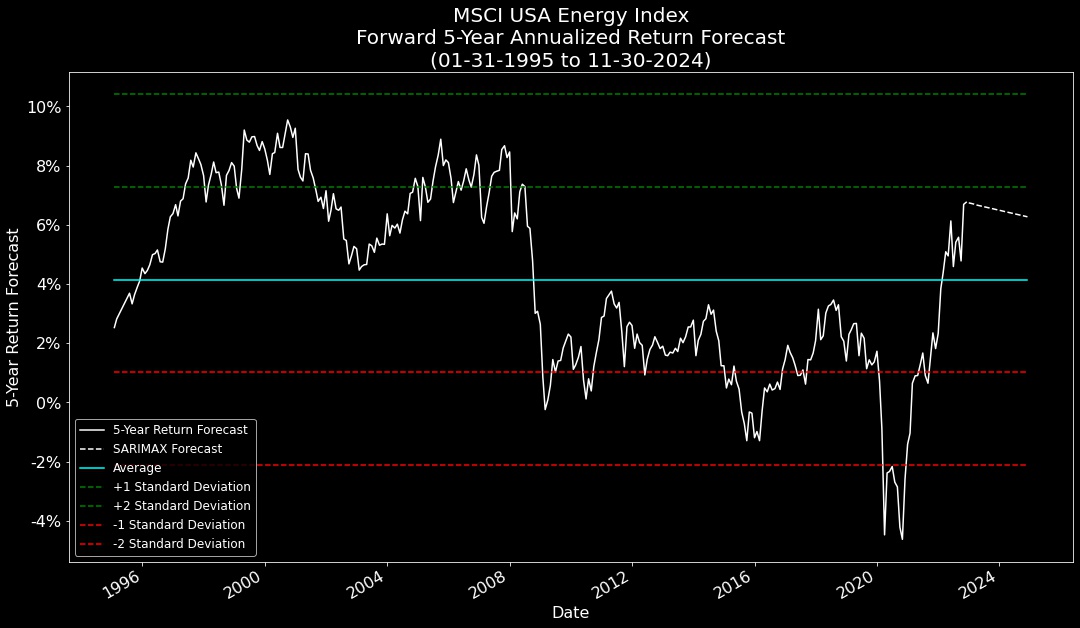 MSCI USA Energy Index
Forward 5-Year Annualized Return Forecast
(01-31-1995 to 11-30-2024)
5-Year Return Forecast
10%
8%
6%
4%
2%
0%
-2%
-4%
5-Year Return Forecast
SARIMAX Forecast
Average
+1 Standard Deviation
+2 Standard Deviation
-1 Standard Deviation
-2 Standard Deviation
1996
2000
2004
2008
2012
2016
2020
2024
Date